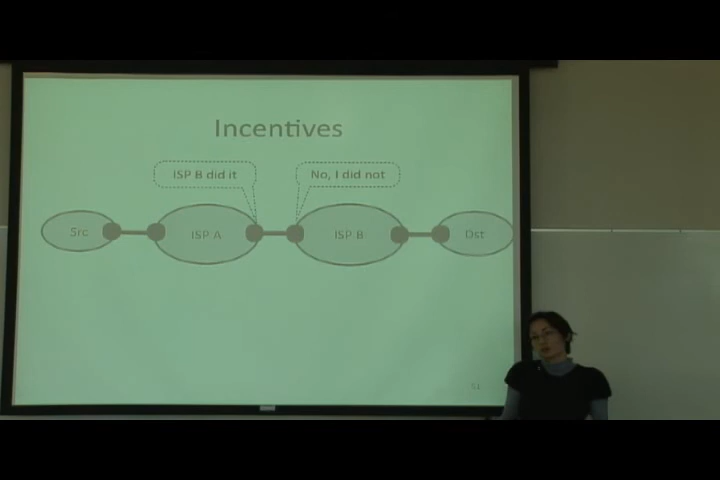 Incentives
ISP B did it
No, I did not
Src
ISP A
ISP B
Dst